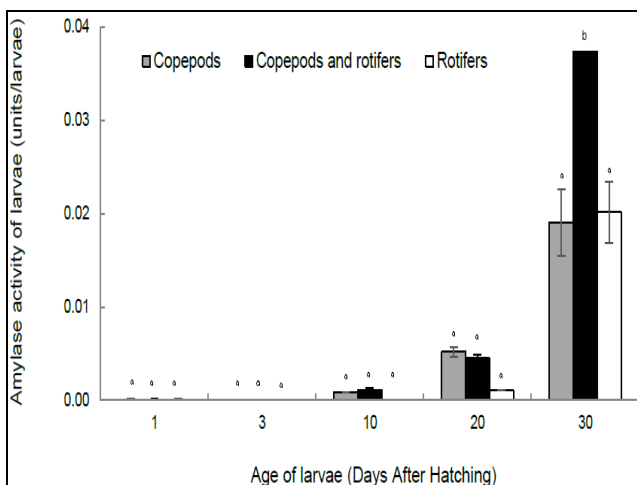 0.04
Copepods Copepods and rotifers Rotifers
b
0.03
Amylase activity of larvae (units/larvae)
0.02
a a
0.01
a a a
0.00
a a a a a a a a a
1 3 10 20 30
Age of larvae (Days After Hatching)